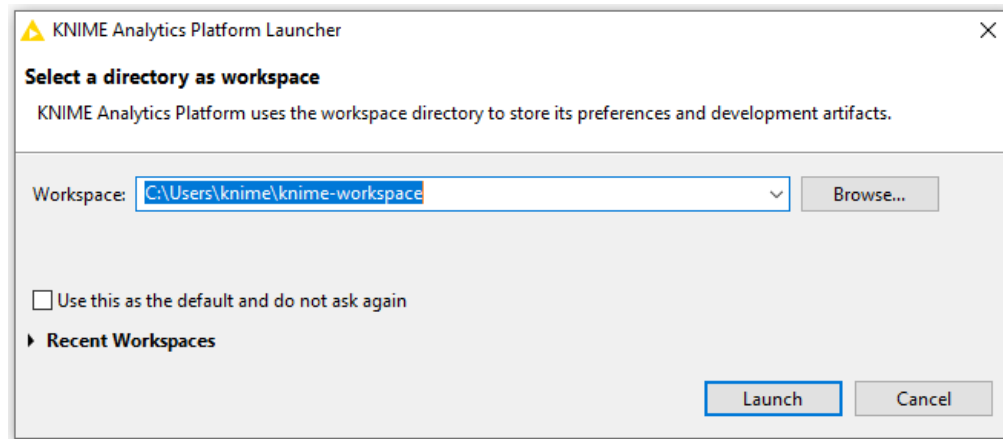 KNIME Analytics Platform Launcher
Select a directory as workspace
KNIME Analytics Platform uses the workspace directory to store its preferences and development artifacts.
Workspace: C:\Users\knime\knime-workspace Browse...
Use this as the default and do not ask again
Recent Workspaces
Launch Cancel